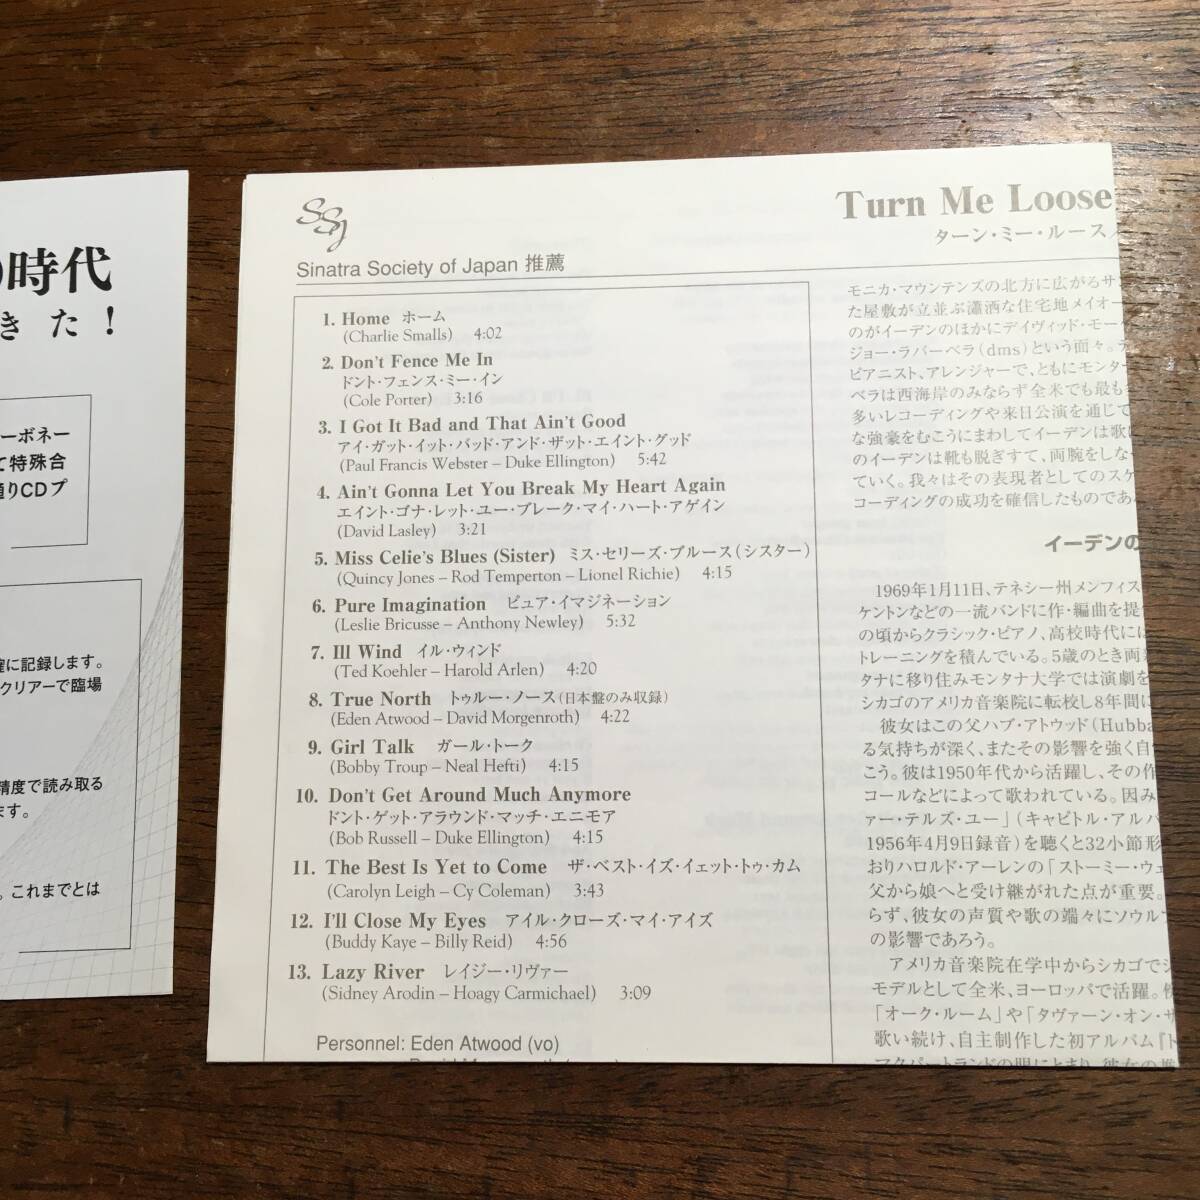 の時代
きた!
ーボネー
て特殊合
通りCDプ
確に記録します。
クリアーで臨場
精度で読み取る
ます。
。これまでとは
SSJ
Sinatra Society of Japan 推薦
1. Home ホーム
(Charlie Smalls) 4:02
2. Don't Fence Me In
ドント・フェンス・ミー・イン
(Cole Porter) 3:16
3. I Got It Bad and That Ain't Good
アイ・ガット・イット・バッド・アンド・ザット・エイント・グッド
(Paul Francis Webster – Duke Ellington) 5:42
4. Ain't Gonna Let You Break My Heart Again
エイント・ゴナ・レット・ユー・ブレーク・マイ・ハート・アゲイン
(David Lasley) 3:21
5. Miss Celie's Blues (Sister) ミス・セリーズ・ブルース(シスター)
(Quincy Jones – Rod Temperton – Lionel Richie) 4:15
6. Pure Imagination ピュア・イマジネーション
(Leslie Bricusse – Anthony Newley) 5:32
7. Ill Wind イル・ウィンド
(Ted Koehler – Harold Arlen) 4:20
8. True North トゥルー・ノース(日本盤のみ収録)
(Eden Atwood – David Morgenroth) 4:22
9. Girl Talk ガール・トーク
(Bobby Troup – Neal Hefti) 4:15
10. Don't Get Around Much Anymore
ドント・ゲット・アラウンド・マッチ・エニモア
(Bob Russell – Duke Ellington) 4:15
11. The Best Is Yet to Come ザ・ベスト・イズ・イェット・トゥ・カム
(Carolyn Leigh – Cy Coleman) 3:43
12. I'll Close My Eyes アイル・クローズ・マイ・アイズ
(Buddy Kaye – Billy Reid) 4:56
13. Lazy River レイジー・リヴァー
(Sidney Arodin – Hoagy Carmichael) 3:09
Personnel: Eden Atwood (vo)
Turn Me Loose
ターン・ミー・ルース/
モニカ・マウンテンズの北方に広がるサン
た屋敷が立並ぶ瀟洒な住宅地メイオー
のがイーデンのほかにデイヴィッド・モー
ジョー・ラバーベラ(dms)という面々。デ
ピアニスト、アレンジャーで、ともにモンタ
ベラは西海岸のみならず全米でも最も
多いレコーディングや来日公演を通じて
な強豪をむこうにまわしてイーデンは歌
のイーデンは靴も脱ぎすて、両腕をしな
ていく。我々はその表現者としてのスケ
コーディングの成功を確信したものであ
イーデンの
1969年1月11日、テネシー州メンフィス
ケントンなどの一流バンドに作・編曲を提
の頃からクラシック・ピアノ、高校時代に
トレーニングを積んでいる。5歳のとき両
タナに移り住みモンタナ大学では演劇を
シカゴのアメリカ音楽院に転校し8年間に
彼女はこの父ハブ・アトウッド(Hubba
る気持ちが深く、またその影響を強く自
こう。彼は1950年代から活躍し、その作
コールなどによって歌われている。因み
ァー・テルズ・ユー」(キャピトル・アルバ
1956年4月9日録音)を聴くと32小節形
おりハロルド・アーレンの「ストーミー・ウェ
父から娘へと受け継がれた点が重要。
らず、彼女の声質や歌の端々にソウル
の影響であろう。
アメリカ音楽院在学中からシカゴで
モデルとして全米、ヨーロッパで活躍。
「オーク・ルーム」や「タヴァーン・オン・ザ
歌い続け、自主制作した初アルバム『ト